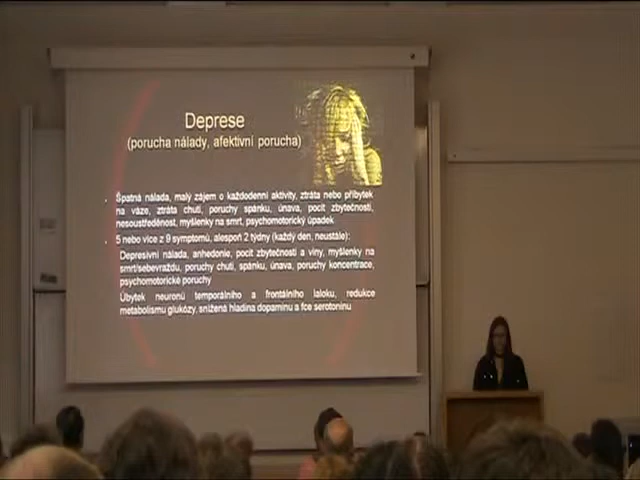 Deprese
(porucha nálady, afektivní porucha)
Špatná nálada, malý zájem o každodenní aktivity, ztráta nebo přibytek
na váze, ztráta chuti, poruchy spánku, únava, pocit zbytečnosti,
nesoustředěnost, myšlenky na smrt, psychomotorický úpadek
5 nebo více z 9 symptomů, alespoň 2 týdny (každý den, neustále):
Depresivní nálada, anhedonie, pocit zbytečnosti a viny, myšlenky na
smrt/sebevraždu, poruchy chuti, spánku, únava, poruchy koncentrace,
psychomotorické poruchy
Úbytek neuronů temporálního a frontálního laloku, redukce
metabolismu glukózy, snížená hladina dopaminu a fce serotoninu